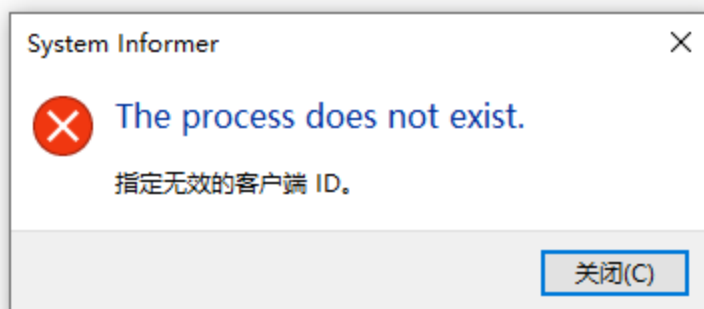 System Informer
The process does not exist.
指定无效的客户端 ID。
关闭(C)